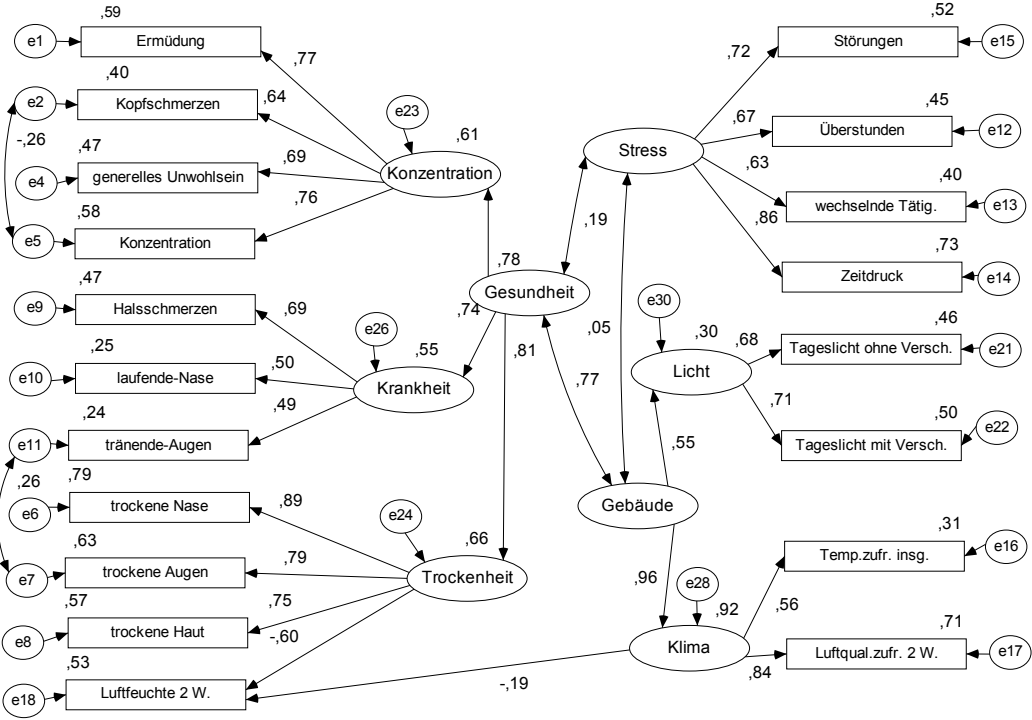 ,59
,52
e1
Ermüdung
Störungen
e15
,77
,72
,40
,45
e2
Kopfschmerzen
,64
e23
,61
,67
Überstunden
e12
-,26
,47
Stress
,63
,40
e4
generelles Unwohlsein
,69
Konzentration
,76
wechselnde Tätig.
e13
,58
,86
e5
Konzentration
,19
,73
,47
,78
Zeitdruck
e14
e9
Halsschmerzen
,69
Gesundheit
e30
,74
e26
,05
,30
,46
,25
,55
,81
,68
Tageslicht ohne Versch.
e21
e10
laufende-Nase
,50
Krankheit
,77
Licht
,49
,71
,24
,50
e11
tränende-Augen
,55
Tageslicht mit Versch.
e22
,26
,79
e6
trockene Nase
,89
e24
Gebäude
,31
,63
,66
Temp.zufr. insg.
e16
e7
trockene Augen
,79
Trockenheit
,96
e28
,57
,75
,92
,56
e8
trockene Haut
-,60
,71
,53
Klima
Luftqual.zufr. 2 W.
e17
,84
e18
Luftfeuchte 2 W.
-,19